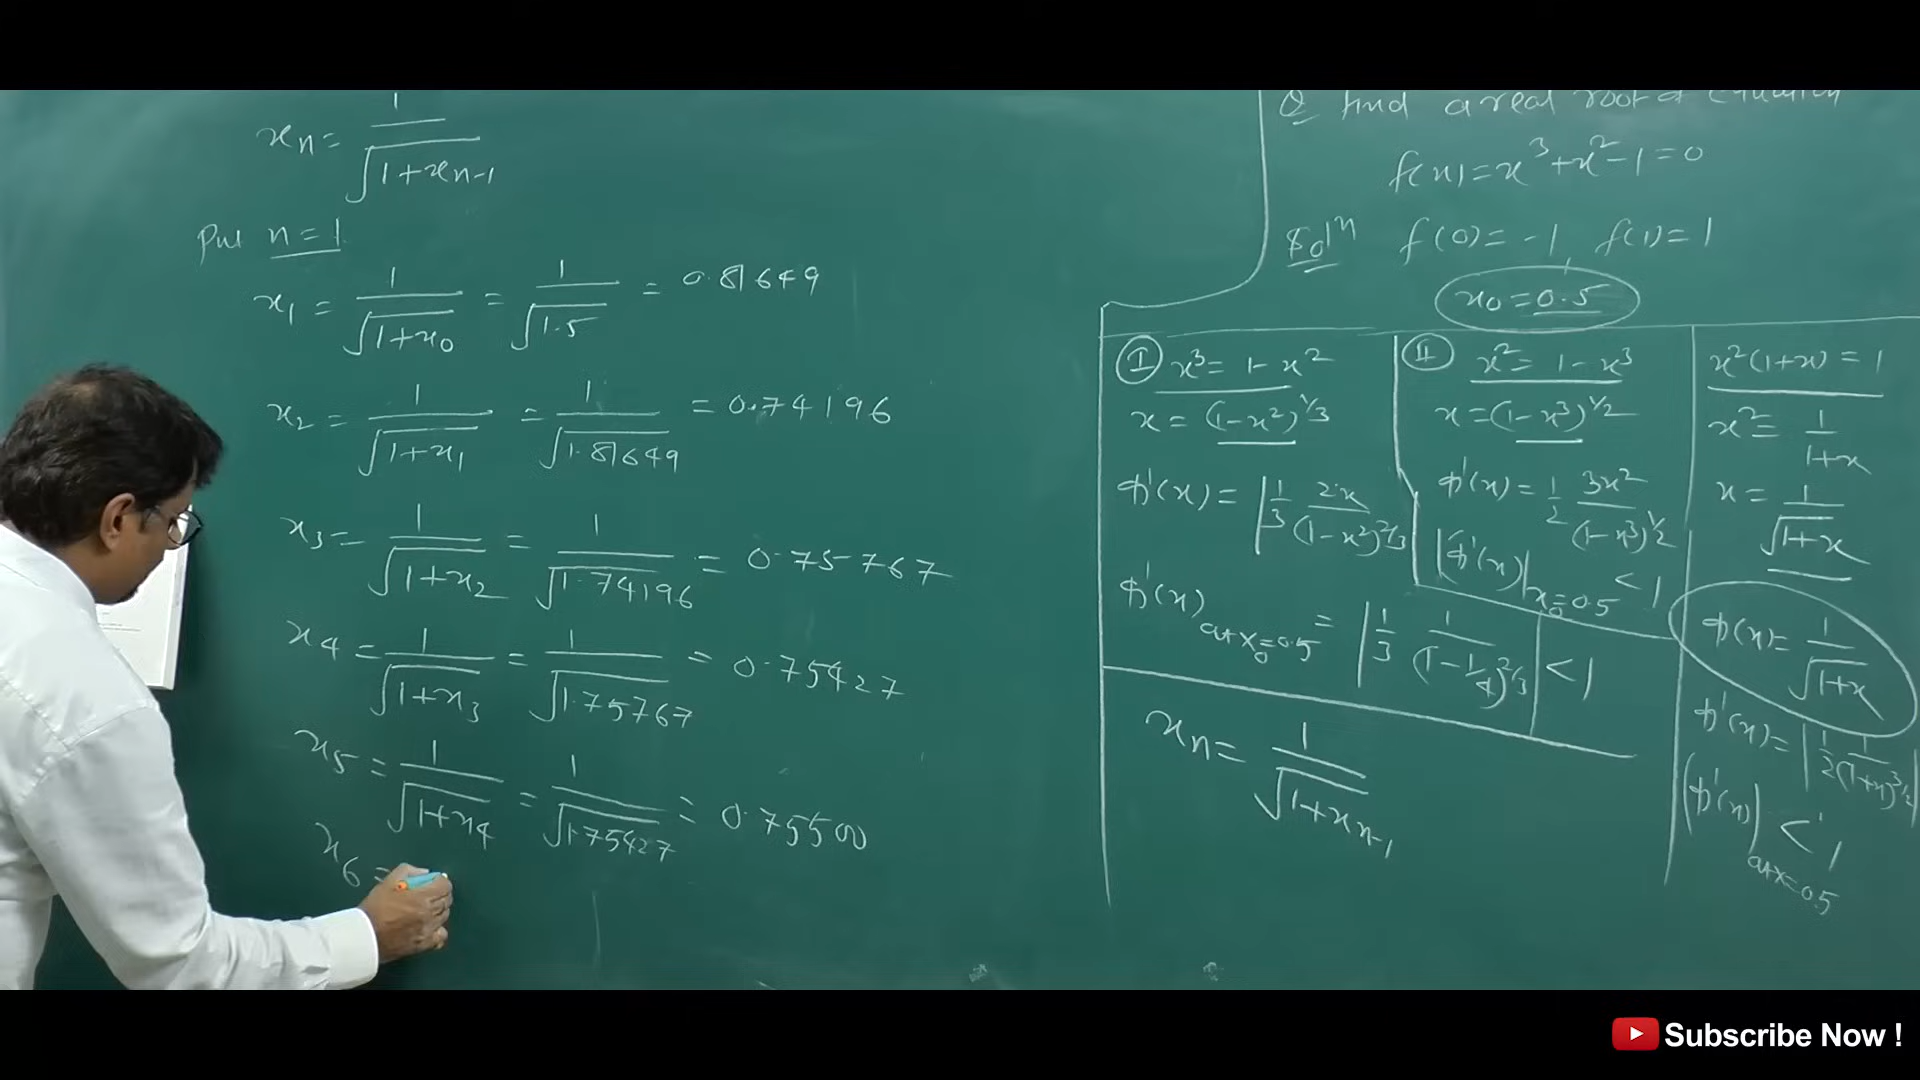 xn = 1/√(1+xn-1)
Put n = 1
x1 = 1/√(1+x0) = 1/√1.5 = 0.81649
x2 = 1/√(1+x1) = 1/√1.81649 = 0.74196
x3 = 1/√(1+x2) = 1/√1.74196 = 0.75767
x4 = 1/√(1+x3) = 1/√1.75767 = 0.75427
x5 = 1/√(1+x4) = 1/√1.75427 = 0.75500
x6 =
Q find a real root of equation
f(x) = x³+x²-1=0
Solⁿ f(0) = -1, f(1) = 1
x0 = 0.5
I x³ = 1-x²
x = (1-x²)^1/3
ϕ'(x) = |1/3 2x/(1-x²)^2/3
ϕ'(x) at x0=0.5 = |1/3 1/(1-1/4)^2/3| < 1
II x² = 1-x³
x = (1-x³)^1/2
ϕ'(x) = 1/2 3x²/(1-x³)^1/2
|ϕ'(x)| x0=0.5 < 1
x²(1+x) = 1
x² = 1/(1+x)
x = 1/√(1+x)
ϕ(x) = 1/√(1+x)
ϕ'(x) = |1/2 1/(1+x)^3/2|
|ϕ'(x)| at x=0.5 < 1
xn = 1/√(1+xn-1)
Subscribe Now !